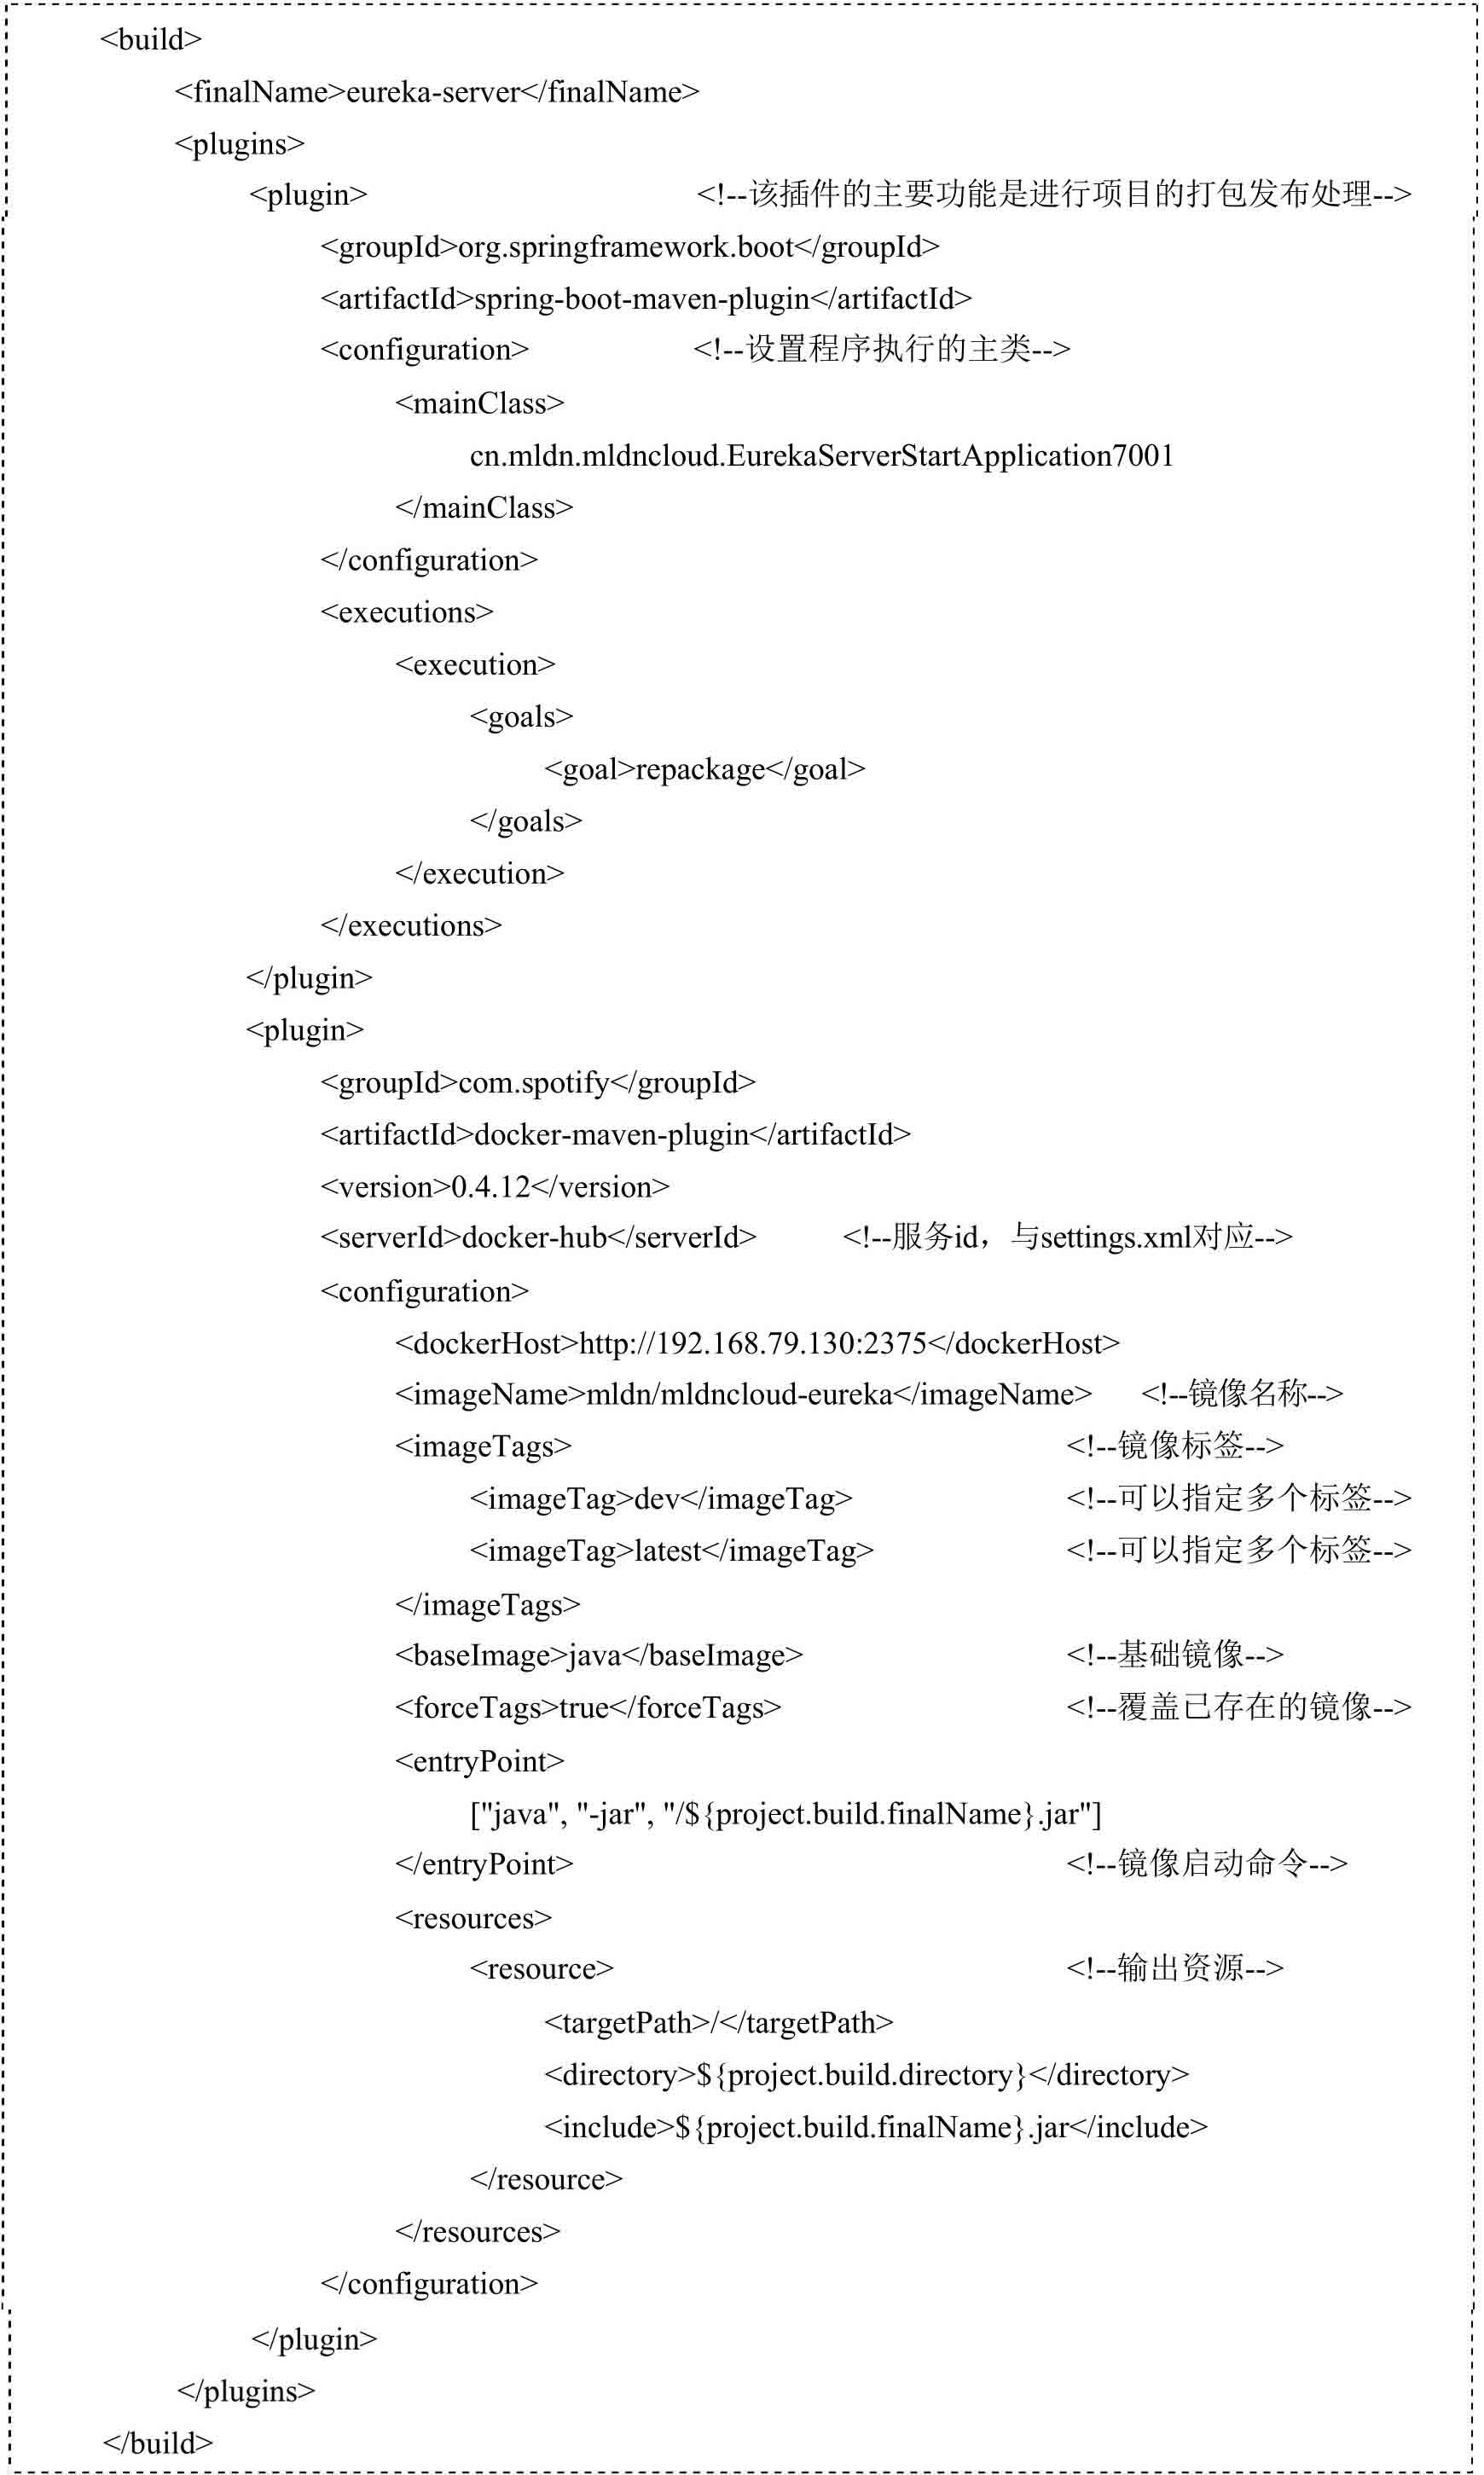 <build>
<finalName>eureka-server</finalName>
<plugins>
<plugin> <!--该插件的主要功能是进行项目的打包发布处理-->
<groupId>org.springframework.boot</groupId>
<artifactId>spring-boot-maven-plugin</artifactId>
<configuration> <!--设置程序执行的主类-->
<mainClass>
cn.mldn.mldncloud.EurekaServerStartApplication7001
</mainClass>
</configuration>
<executions>
<execution>
<goals>
<goal>repackage</goal>
</goals>
</execution>
</executions>
</plugin>
<plugin>
<groupId>com.spotify</groupId>
<artifactId>docker-maven-plugin</artifactId>
<version>0.4.12</version>
<serverId>docker-hub</serverId> <!--服务id，与settings.xml对应-->
<configuration>
<dockerHost>http://192.168.79.130:2375</dockerHost>
<imageName>mldn/mldncloud-eureka</imageName> <!--镜像名称-->
<imageTags> <!--镜像标签-->
<imageTag>dev</imageTag> <!--可以指定多个标签-->
<imageTag>latest</imageTag> <!--可以指定多个标签-->
</imageTags>
<baseImage>java</baseImage> <!--基础镜像-->
<forceTags>true</forceTags> <!--覆盖已存在的镜像-->
<entryPoint>
["java", "-jar", "/${project.build.finalName}.jar"]
</entryPoint> <!--镜像启动命令-->
<resources>
<resource> <!--输出资源-->
<targetPath>/</targetPath>
<directory>${project.build.directory}</directory>
<include>${project.build.finalName}.jar</include>
</resource>
</resources>
</configuration>
</plugin>
</plugins>
</build>